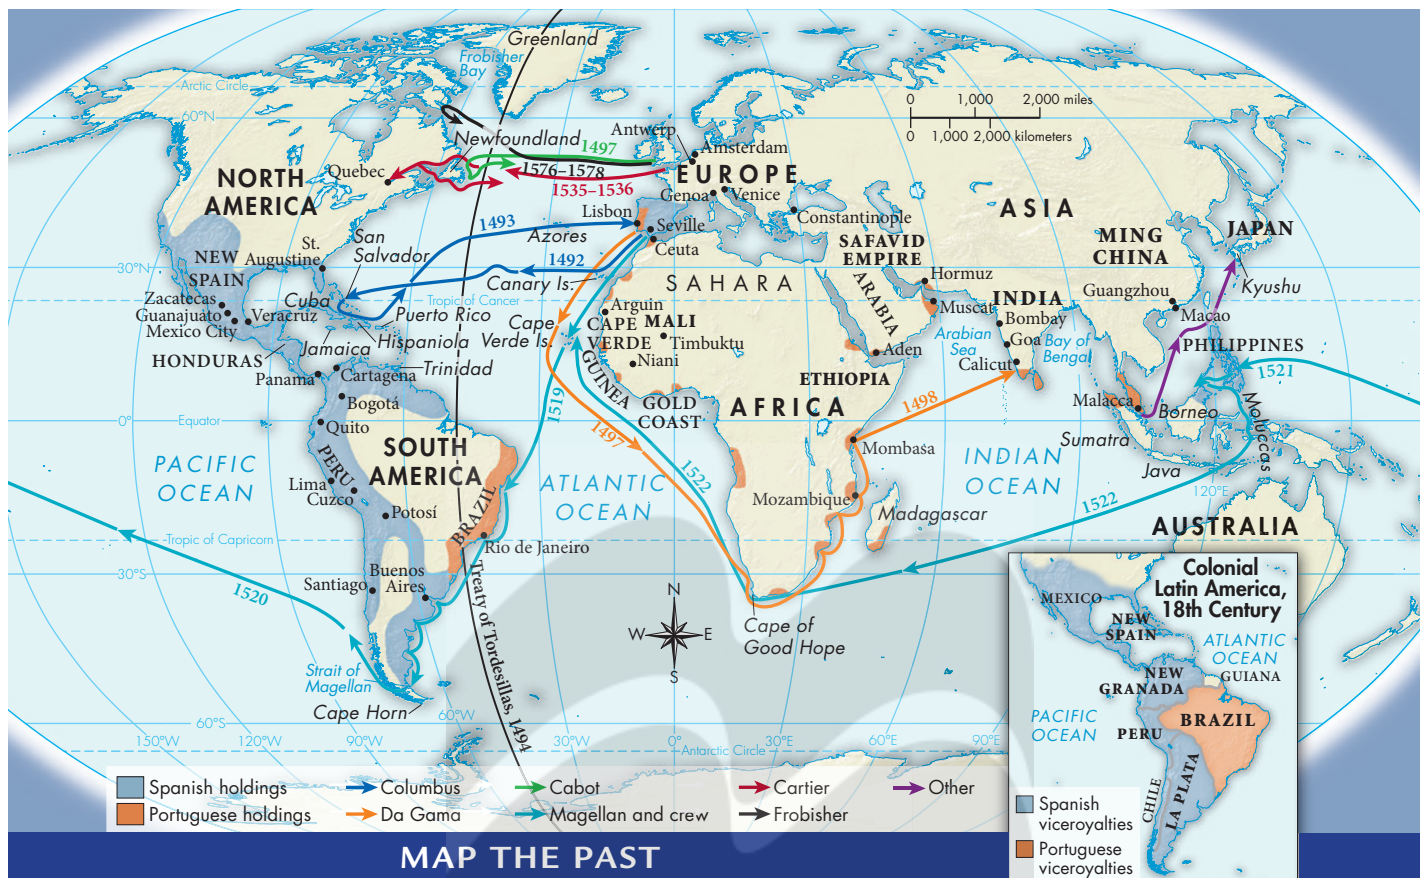 Greenland
Frobisher
Bay
Arctic Circle
60°N
0 1,000 2,000 miles
0 1,000 2,000 kilometers
Newfoundland
1497
Antwerp
Amsterdam
1576–1578
EUROPE
Quebec
1535–1536
NORTH
AMERICA
Genoa
Venice
Lisbon
1493
Azores
Seville
Constantinople
ASIA
Ceuta
SAFAVID
EMPIRE
MING
CHINA
JAPAN
St.
Augustine
San
Salvador
NEW
SPAIN
30°N
1492
Canary Is.
SAHARA
ARABIA
Hormuz
Guangzhou
Kyushu
Zacatecas
Guanajuato
Mexico City
Veracruz
Cuba
Tropic of Cancer
Puerto Rico
Hispaniola
Jamaica
Arguin
Cape
Verde Is.
CAPE
VERDE
MALI
Timbuktu
Niani
Muscat
INDIA
Bombay
Goa
Macao
Arabian
Sea
Bay of
Bengal
Calicut
Aden
PHILIPPINES
HONDURAS
Panama
Cartagena
Trinidad
GUINEA
ETHIOPIA
1521
Bogotá
1519
GOLD
COAST
AFRICA
1498
Malacca
Borneo
Moluccas
0°
Equator
Quito
SOUTH
AMERICA
1497
Mombasa
Sumatra
Java
PACIFIC
OCEAN
PERU
Lima
Cuzco
BRAZIL
ATLANTIC
OCEAN
1522
INDIAN
OCEAN
Mozambique
Madagascar
1522
120°E
Potosí
AUSTRALIA
Tropic of Capricorn
Rio de Janeiro
30°S
Santiago
Buenos
Aires
1520
Treaty of Tordesillas, 1494
N
W
E
S
Cape of
Good Hope
Strait of
Magellan
Cape Horn
60°S
150°W
120°W
90°W
60°W
30°W
0°
30°E
60°E
90°E
Antarctic Circle
Colonial
Latin America,
18th Century
MEXICO
NEW
SPAIN
ATLANTIC
OCEAN
NEW
GRANADA
GUIANA
PACIFIC
OCEAN
PERU
BRAZIL
CHILE
LA PLATA
Spanish
viceroyalties
Portuguese
viceroyalties
Spanish holdings
Columbus
Cabot
Cartier
Other
Portuguese holdings
Da Gama
Magellan and crew
Frobisher
MAP THE PAST